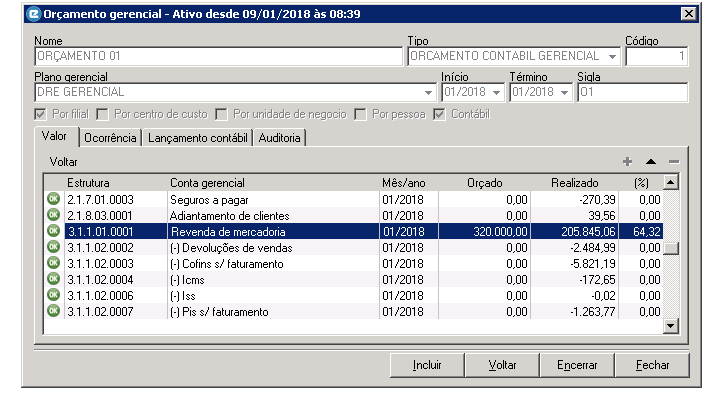 Orçamento gerencial - Ativo desde 09/01/2018 às 08:39
Nome Tipo Código
ORÇAMENTO 01 ORCAMENTO CONTABIL GERENCIAL 1
Plano gerencial Início Término Sigla
DRE GERENCIAL 01/2018 01/2018 01
Por filial Por centro de custo Por unidade de negocio Por pessoa Contábil
Valor Ocorrência Lançamento contábil Auditoria
Voltar
Estrutura Conta gerencial Mês/ano Orçado Realizado (%)
OK 2.1.7.01.0003 Seguros a pagar 01/2018 0,00 -270,39 0,00
OK 2.1.8.03.0001 Adiantamento de clientes 01/2018 0,00 39,56 0,00
OK 3.1.1.01.0001 Revenda de mercadoria 01/2018 320.000,00 205.845,06 64,32
OK 3.1.1.02.0002 (-) Devoluções de vendas 01/2018 0,00 -2.484,99 0,00
OK 3.1.1.02.0003 (-) Cofins s/ faturamento 01/2018 0,00 -5.821,19 0,00
OK 3.1.1.02.0004 (-) Icms 01/2018 0,00 -172,65 0,00
OK 3.1.1.02.0006 (-) Iss 01/2018 0,00 -0,02 0,00
OK 3.1.1.02.0007 (-) Pis s/ faturamento 01/2018 0,00 -1.263,77 0,00
Incluir Voltar Encerrar Fechar